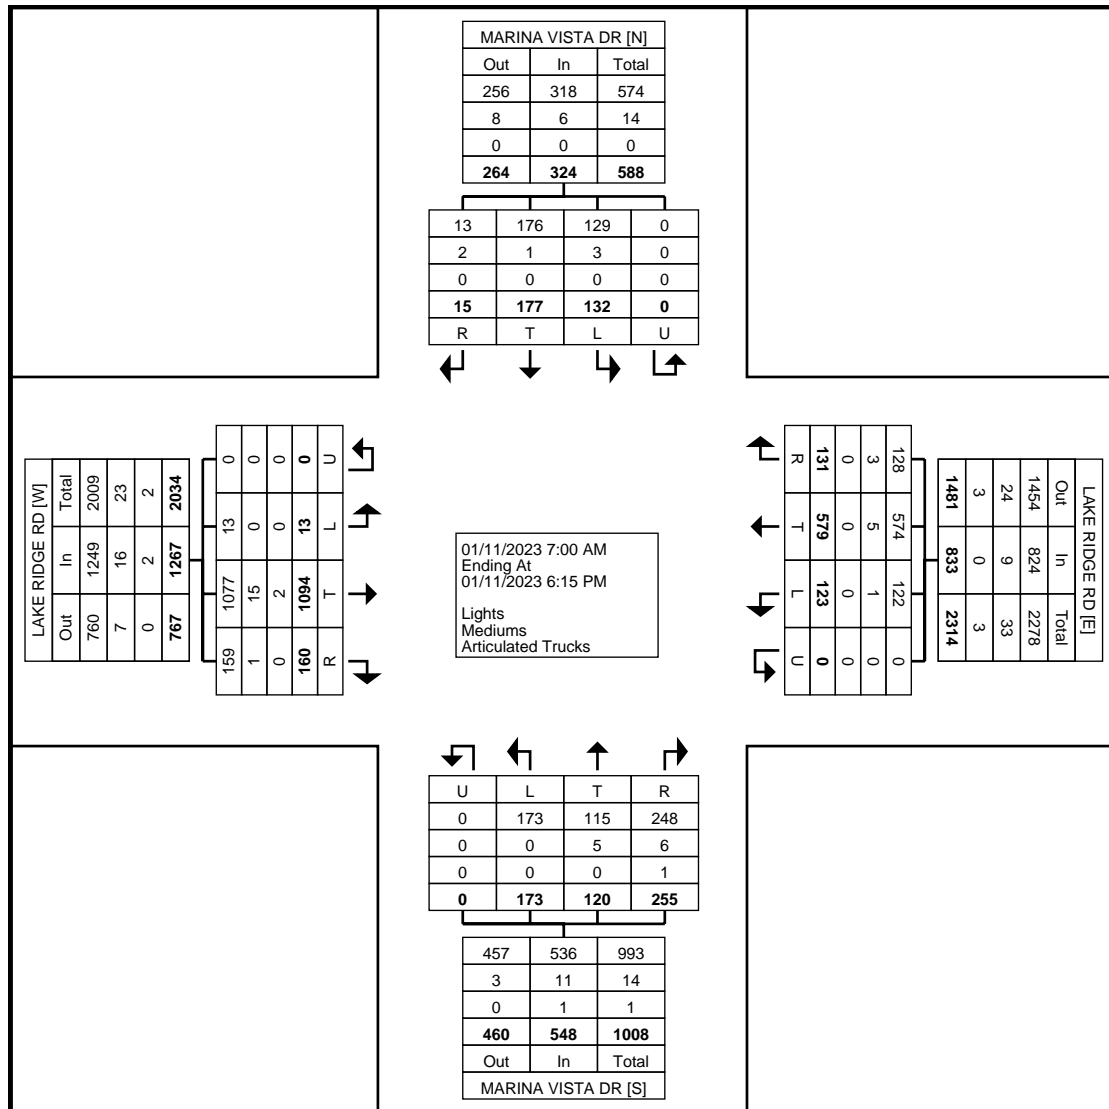 MARINA VISTA DR [N]
Out In Total
256 318 574
8 6 14
0 0 0
264 324 588
13 176 129 0
2 1 3 0
0 0 0 0
15 177 132 0
R T L U
LAKE RIDGE RD [W]
Total In Out
2009 1249 760
23 16 7
2 2 0
2034 1267 767
0 13 1077 159
0 0 15 1
0 0 2 0
0 13 1094 160
U L T R
01/11/2023 7:00 AM
Ending At
01/11/2023 6:15 PM
Lights
Mediums
Articulated Trucks
R T L U
131 579 123 0
0 0 0 0
3 5 1 0
128 574 122 0
LAKE RIDGE RD [E]
Out In Total
1454 824 2278
24 9 33
3 0 3
1481 833 2314
U L T R
0 173 115 248
0 0 5 6
0 0 0 1
0 173 120 255
457 536 993
3 11 14
0 1 1
460 548 1008
Out In Total
MARINA VISTA DR [S]